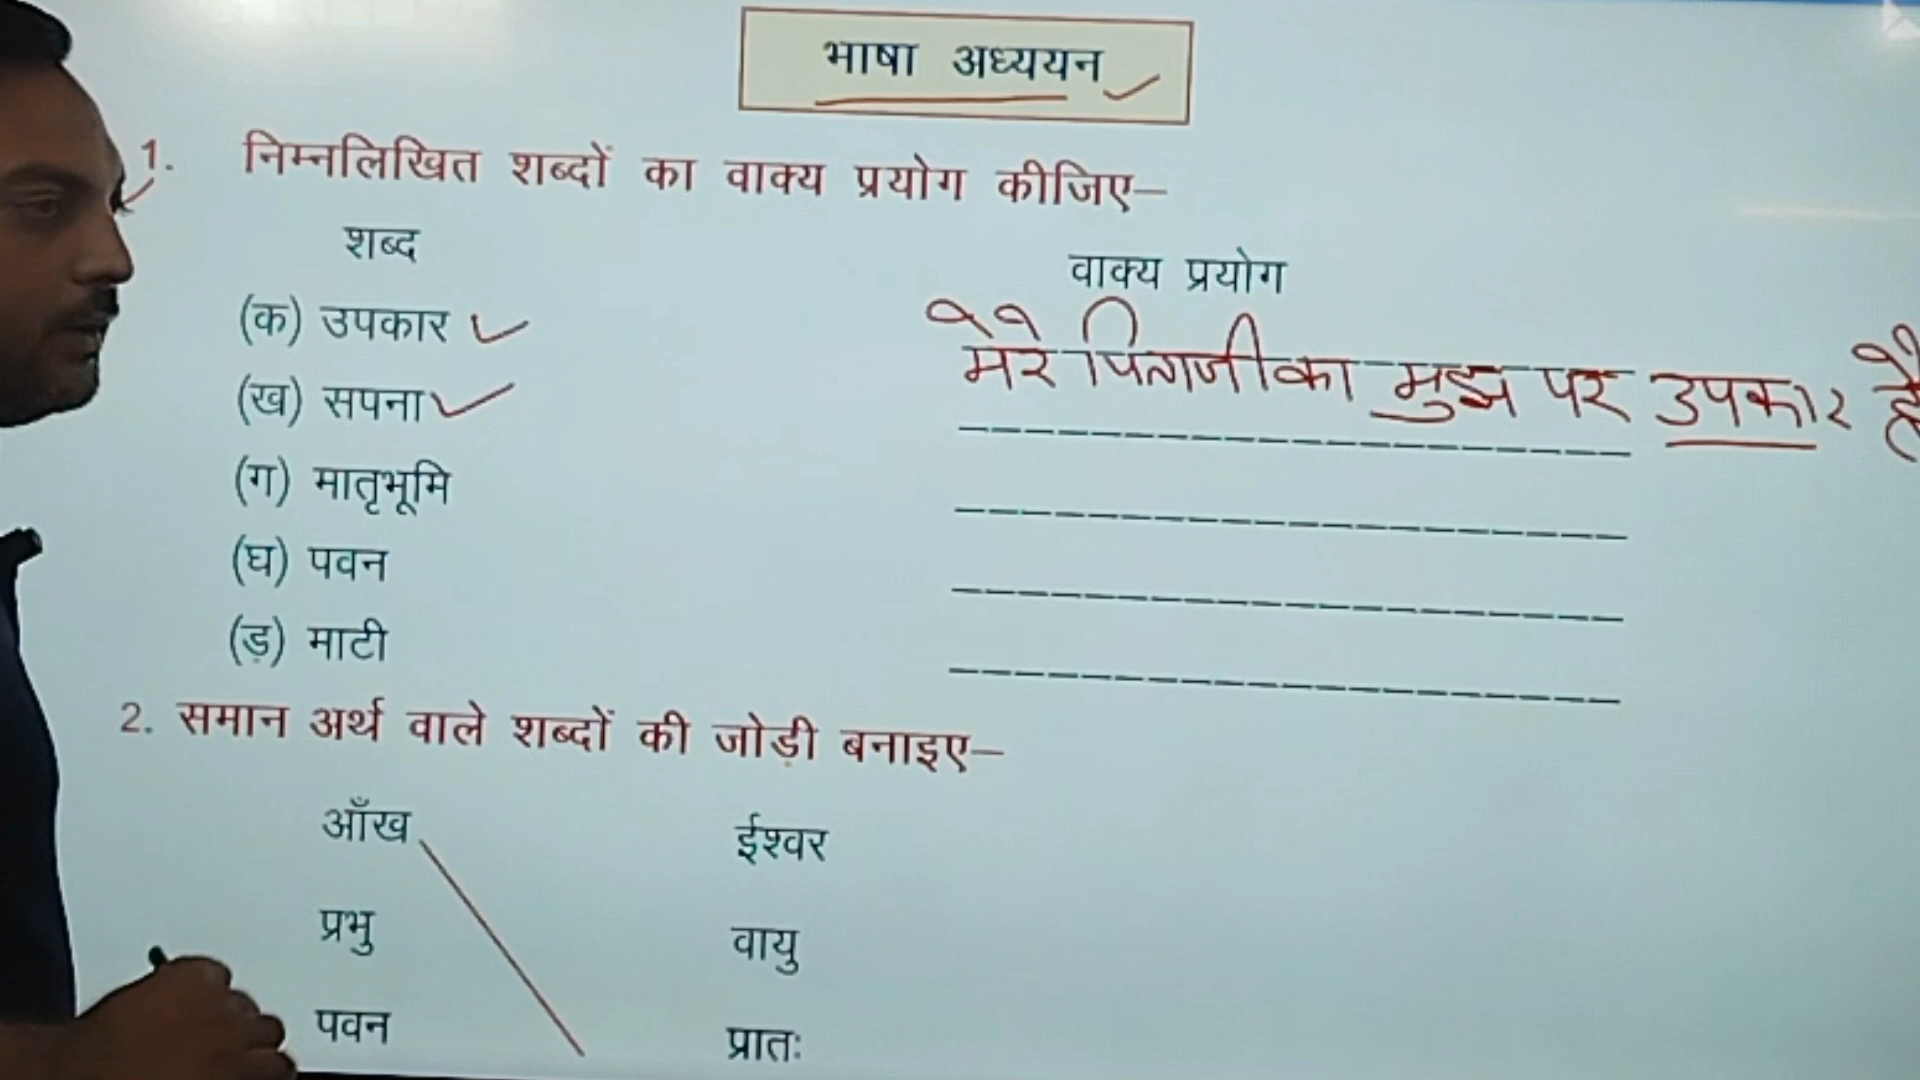 भाषा अध्ययन
1. निम्नलिखित शब्दों का वाक्य प्रयोग कीजिए–
शब्द वाक्य प्रयोग
(क) उपकार मेरे पिताजी का मुझ पर उपकार है
(ख) सपना
(ग) मातृभूमि
(घ) पवन
(ड़) माटी
2. समान अर्थ वाले शब्दों की जोड़ी बनाइए–
आँख ईश्वर
प्रभु वायु
पवन प्रातः